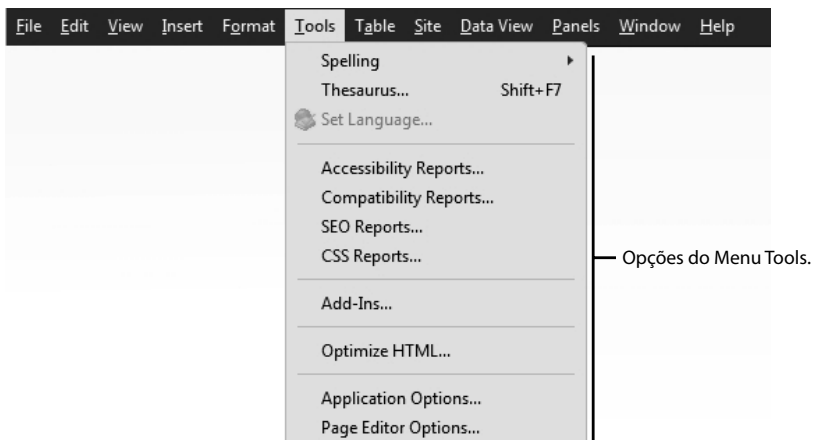 File Edit View Insert Format Tools Table Site Data View Panels Window Help
Spelling
Thesaurus... Shift+F7
Set Language...
Accessibility Reports...
Compatibility Reports...
SEO Reports...
CSS Reports...
Opções do Menu Tools.
Add-Ins...
Optimize HTML...
Application Options...
Page Editor Options...